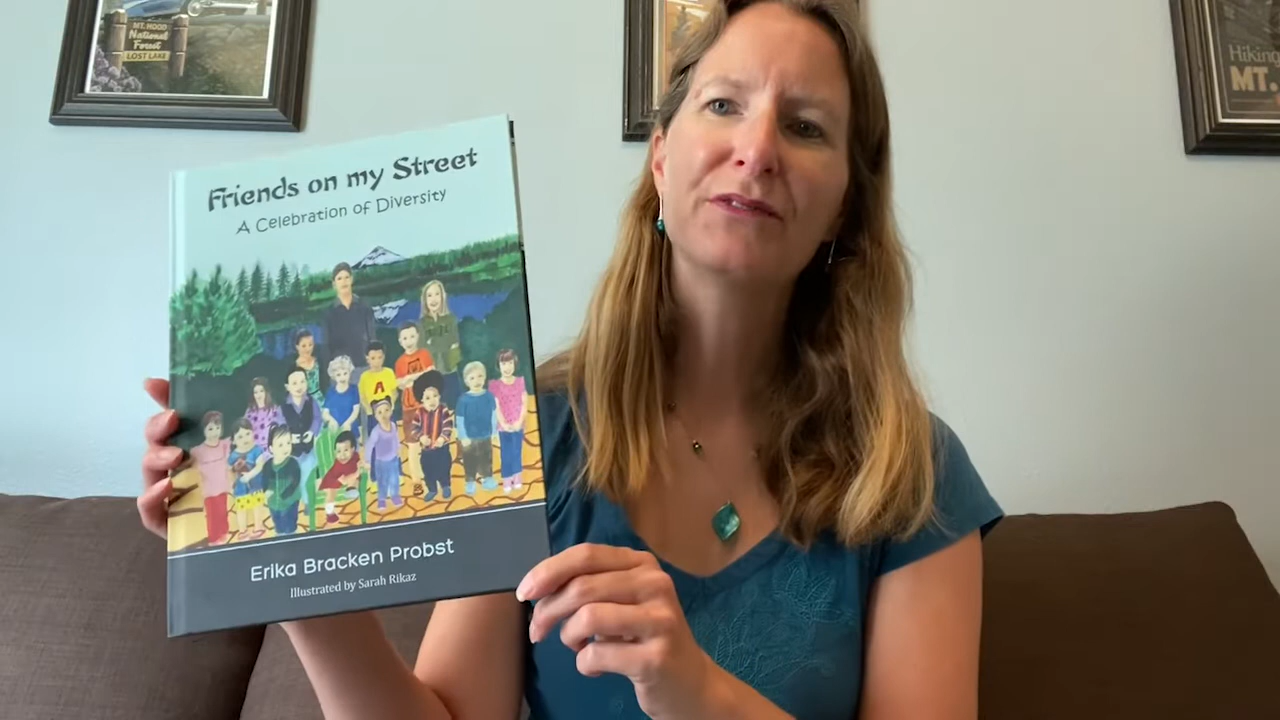 MT. HOOD
National
Forest
LOST LAKE
Hiking
MT.
Friends on my Street
A Celebration of Diversity
A
Erika Bracken Probst
Illustrated by Sarah Rikaz